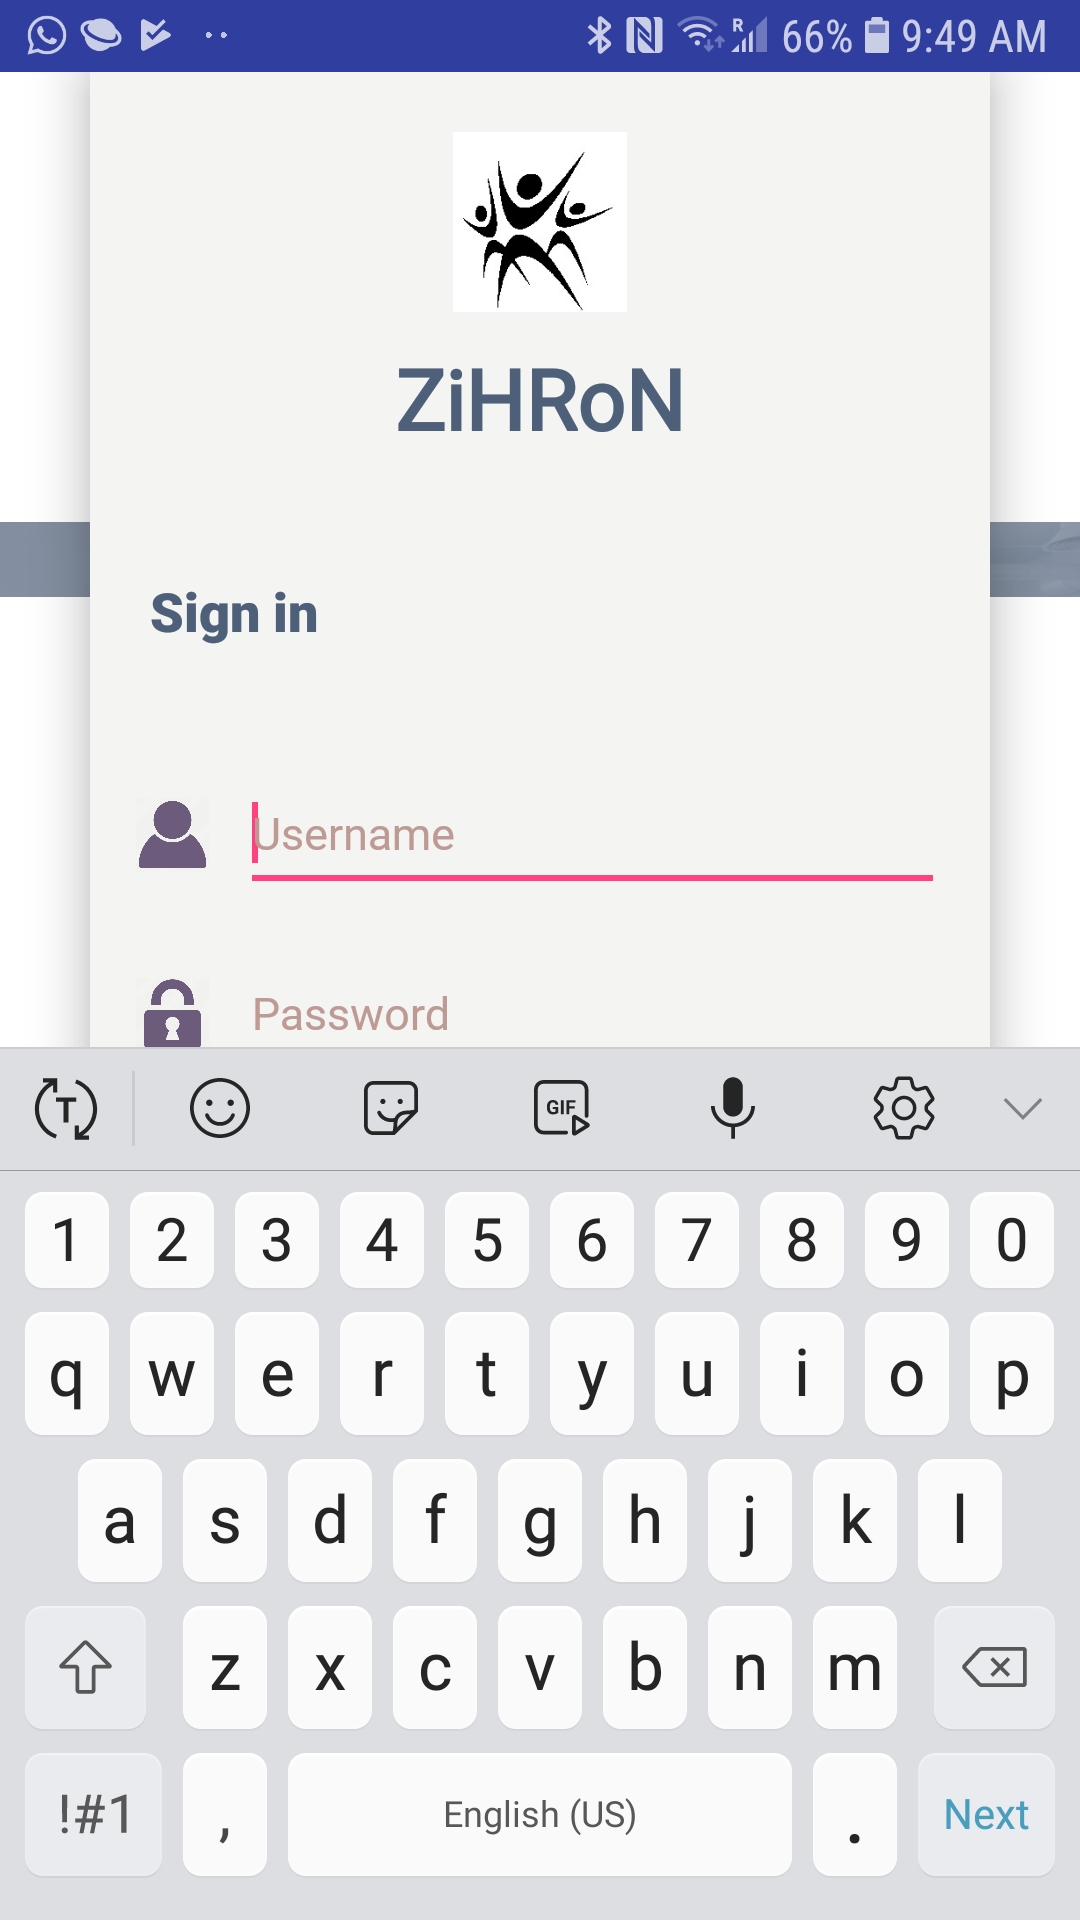 R 66% 9:49 AM
ZiHRoN
Sign in
Username
Password
T GIF
1 2 3 4 5 6 7 8 9 0
q w e r t y u i o p
a s d f g h j k l
z x c v b n m
!#1 , English (US) . Next